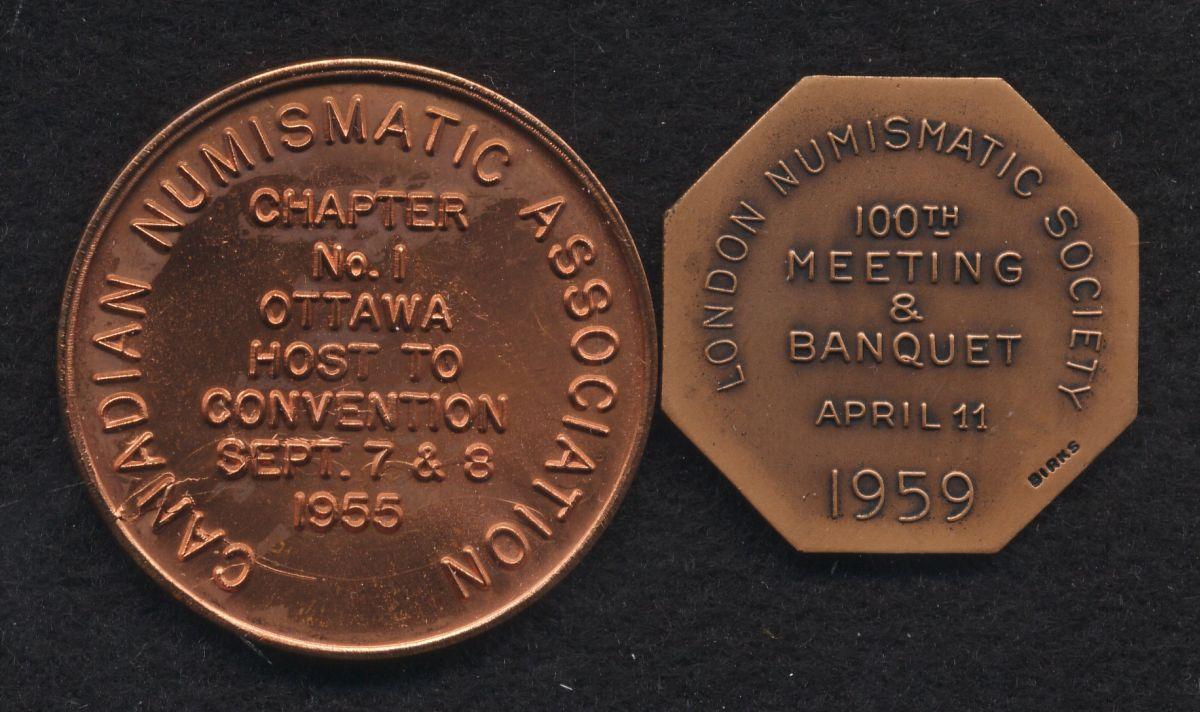 CANADIAN NUMISMATIC ASSOCIATION
CHAPTER
No. 1
OTTAWA
HOST TO
CONVENTION
SEPT. 7 & 8
1955
LONDON NUMISMATIC SOCIETY
100TH
MEETING
&
BANQUET
APRIL 11
1959
BIRKS